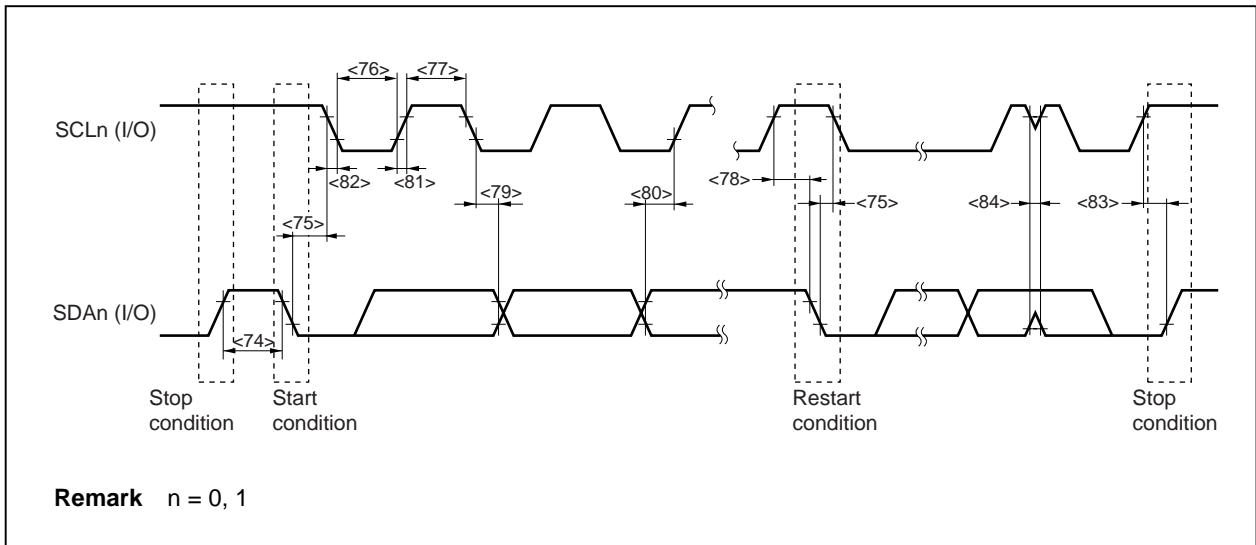 <76>
<77>
SCLn (I/O)
<82>
<81>
<79>
<80>
<78>
<75>
<84>
<83>
<75>
SDAn (I/O)
<74>
Stop condition
Start condition
Restart condition
Stop condition
Remark n = 0, 1